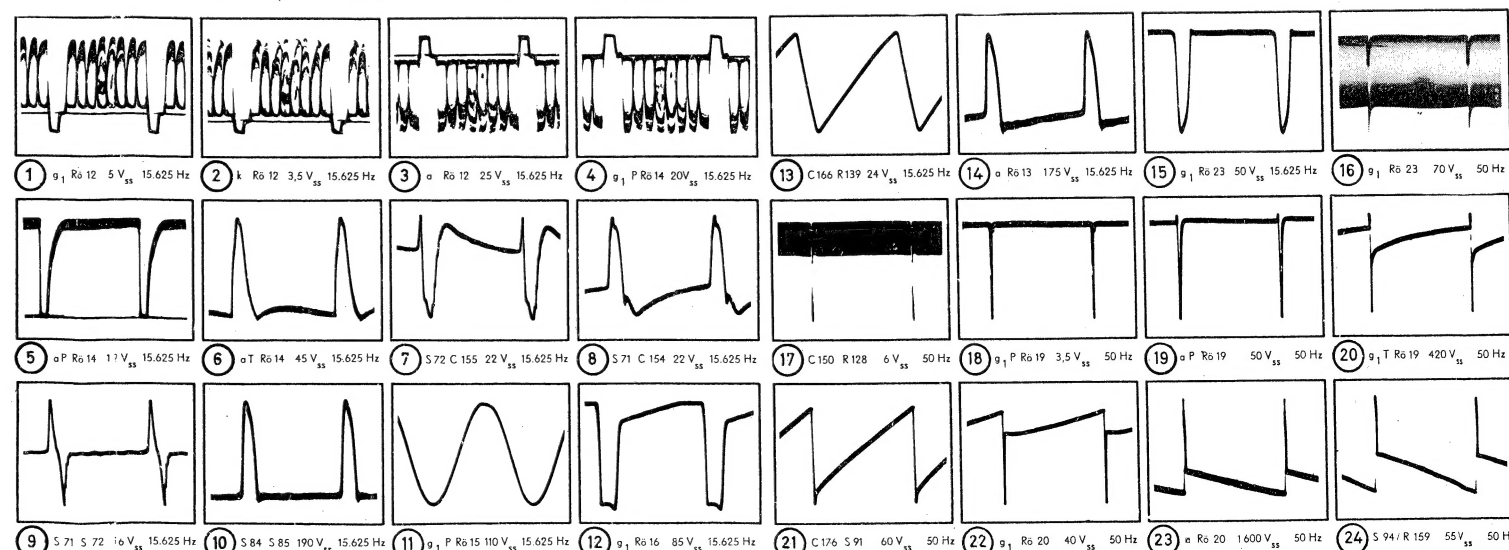 1 g1 Rö 12 5 Vss 15.625 Hz
2 k Rö 12 3,5 Vss 15.625 Hz
3 a Rö 12 25 Vss 15.625 Hz
4 g1 P Rö 14 20 Vss 15.625 Hz
13 C166 R139 24 Vss 15.625 Hz
14 a Rö 13 175 Vss 15.625 Hz
15 g1 Rö 23 50 Vss 15.625 Hz
16 g1 Rö 23 70 Vss 50 Hz
5 a P Rö 14 Vss 15.625 Hz
6 a T Rö 14 45 Vss 15.625 Hz
7 S 72 C 155 22 Vss 15.625 Hz
8 S 71 C 154 22 Vss 15.625 Hz
17 C 150 R 128 6 Vss 50 Hz
18 g1 P Rö 19 3,5 Vss 50 Hz
19 a P Rö 19 50 Vss 50 Hz
20 g1 T Rö 19 420 Vss 50 Hz
9 S 71 S 72 Vss 15.625 Hz
10 S 84 S 85 190 Vss 15.625 Hz
11 g1 P Rö 15 110 Vss 15.625 Hz
12 g1 Rö 16 85 Vss 15.625 Hz
21 C 176 S 91 60 Vss 50 Hz
22 g1 Rö 20 40 Vss 50 Hz
23 a Rö 20 1600 Vss 50 Hz
24 S 94 / R 159 55 Vss 50 Hz